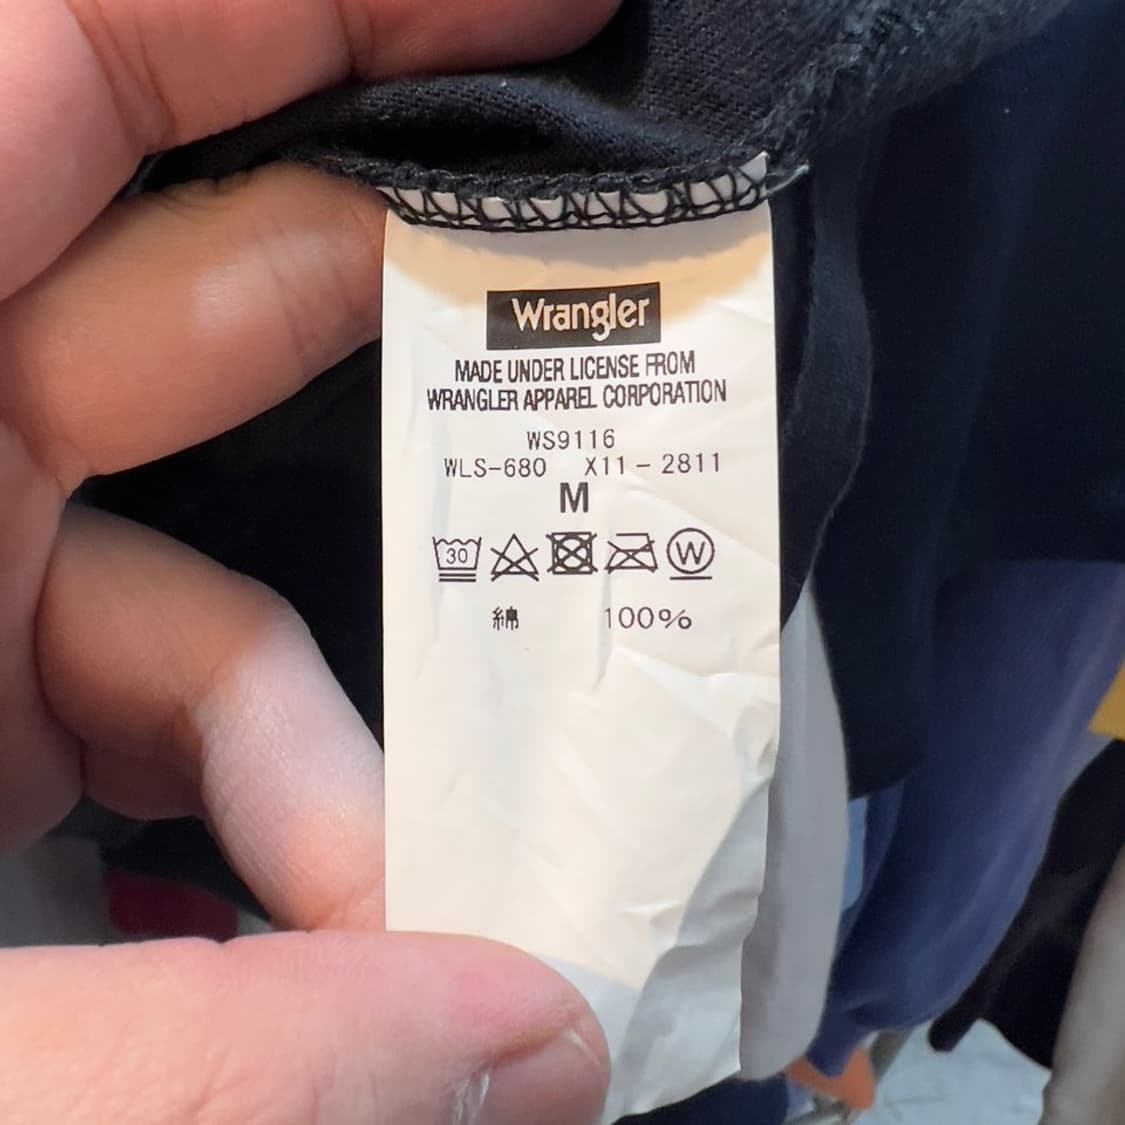 Wrangler
MADE UNDER LICENSE FROM
WRANGLER APPAREL CORPORATION
WS9116
WLS-680 X11-2811
M
30 W
綿 100%